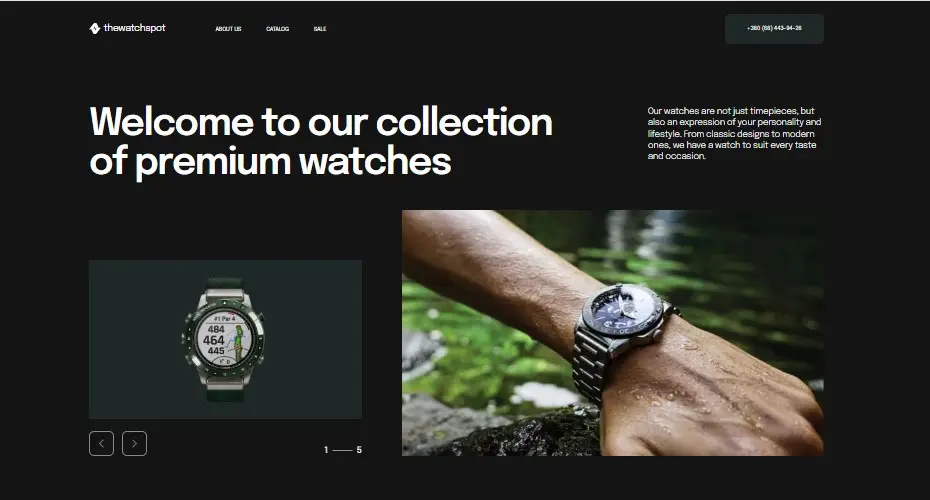 thewatchspot
ABOUT US
CATALOG
SALE
+380 (68) 443-94-26
Welcome to our collection
of premium watches
Our watches are not just timepieces, but
also an expression of your personality and
lifestyle. From classic designs to modern
ones, we have a watch to suit every taste
and occasion.
#1 Par 4
484
464
445
1
5